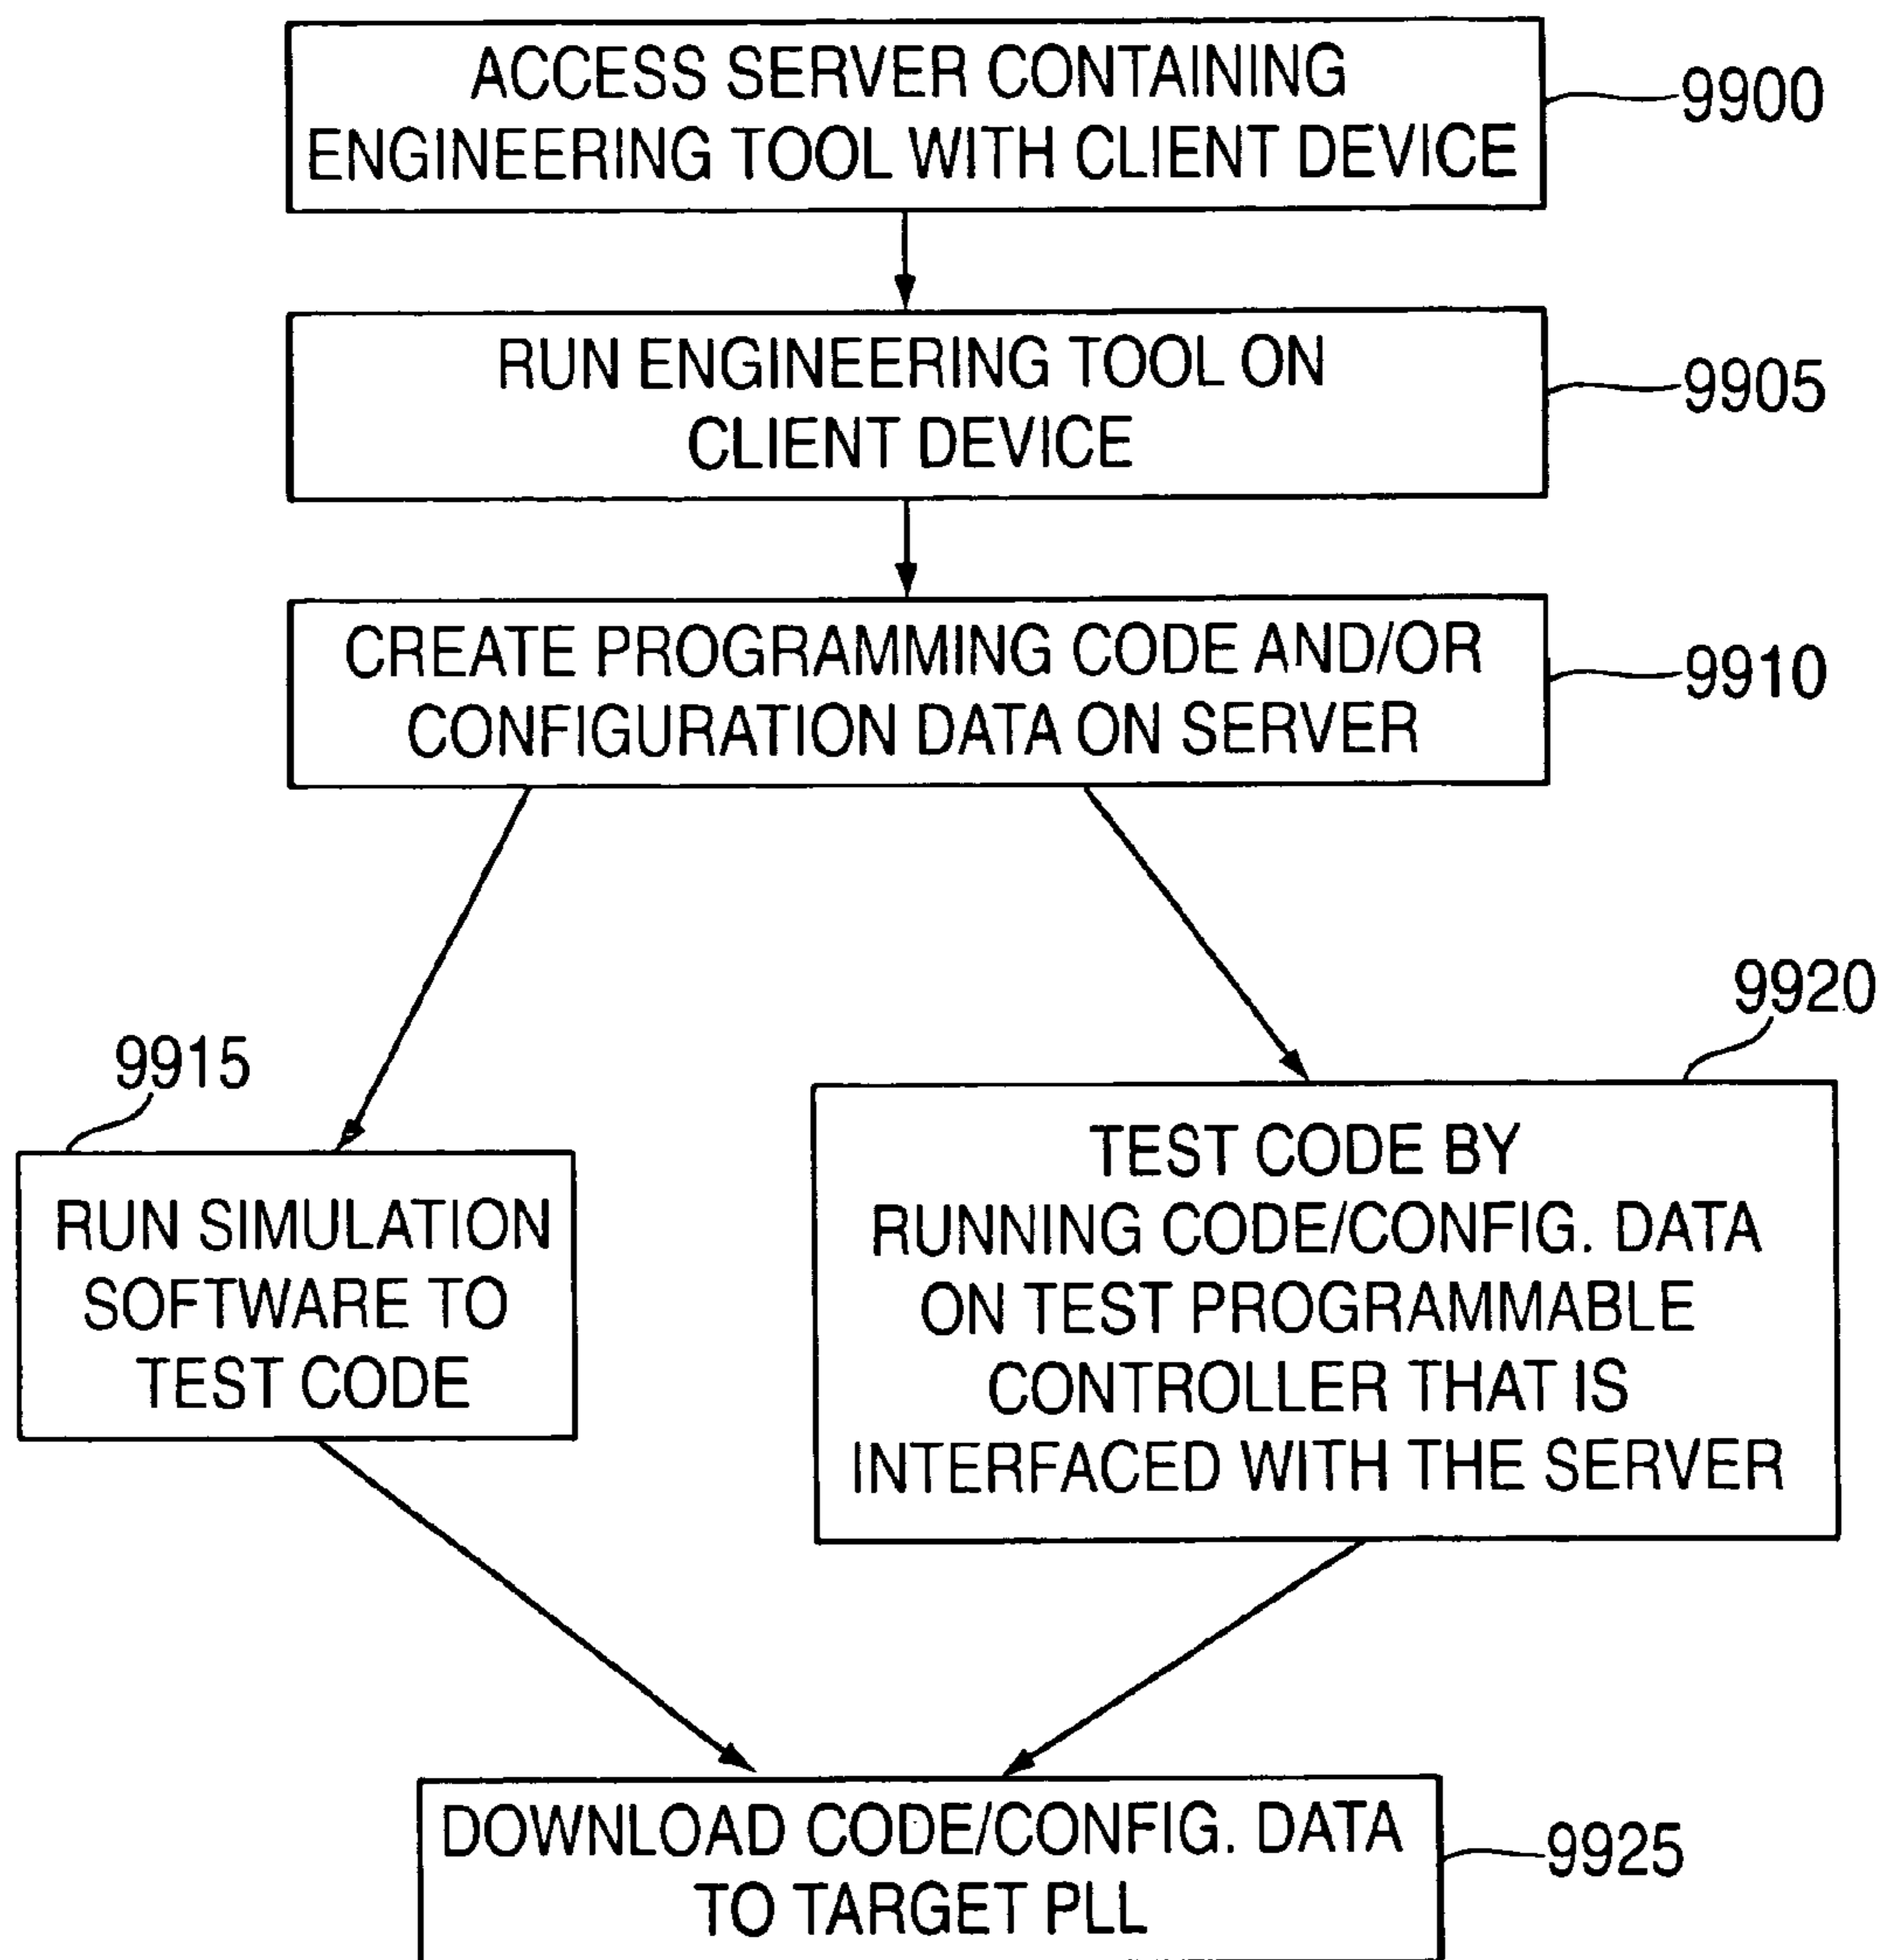 ACCESS SERVER CONTAINING
ENGINEERING TOOL WITH CLIENT DEVICE
9900
RUN ENGINEERING TOOL ON
CLIENT DEVICE
9905
CREATE PROGRAMMING CODE AND/OR
CONFIGURATION DATA ON SERVER
9910
9915
RUN SIMULATION
SOFTWARE TO
TEST CODE
9920
TEST CODE BY
RUNNING CODE/CONFIG. DATA
ON TEST PROGRAMMABLE
CONTROLLER THAT IS
INTERFACED WITH THE SERVER
DOWNLOAD CODE/CONFIG. DATA
TO TARGET PLL
9925